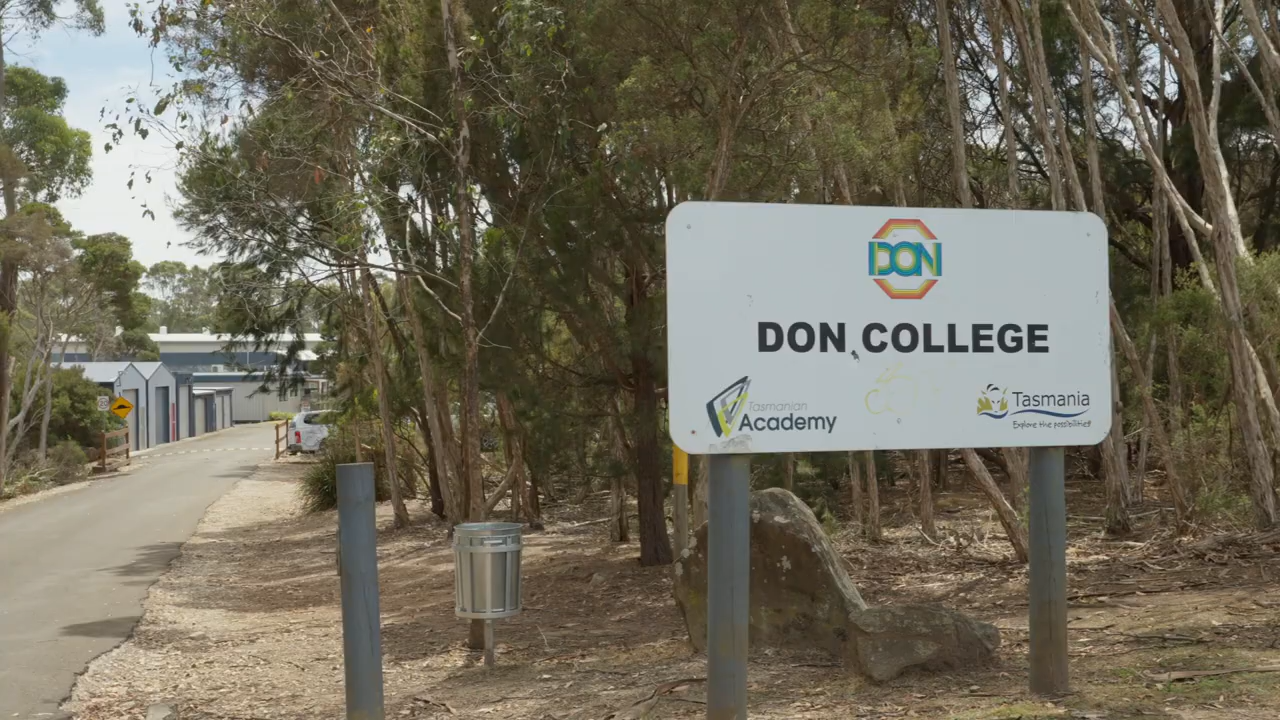 DON
DON COLLEGE
Tasmanian
Academy
Tasmania
Explore the possibilities